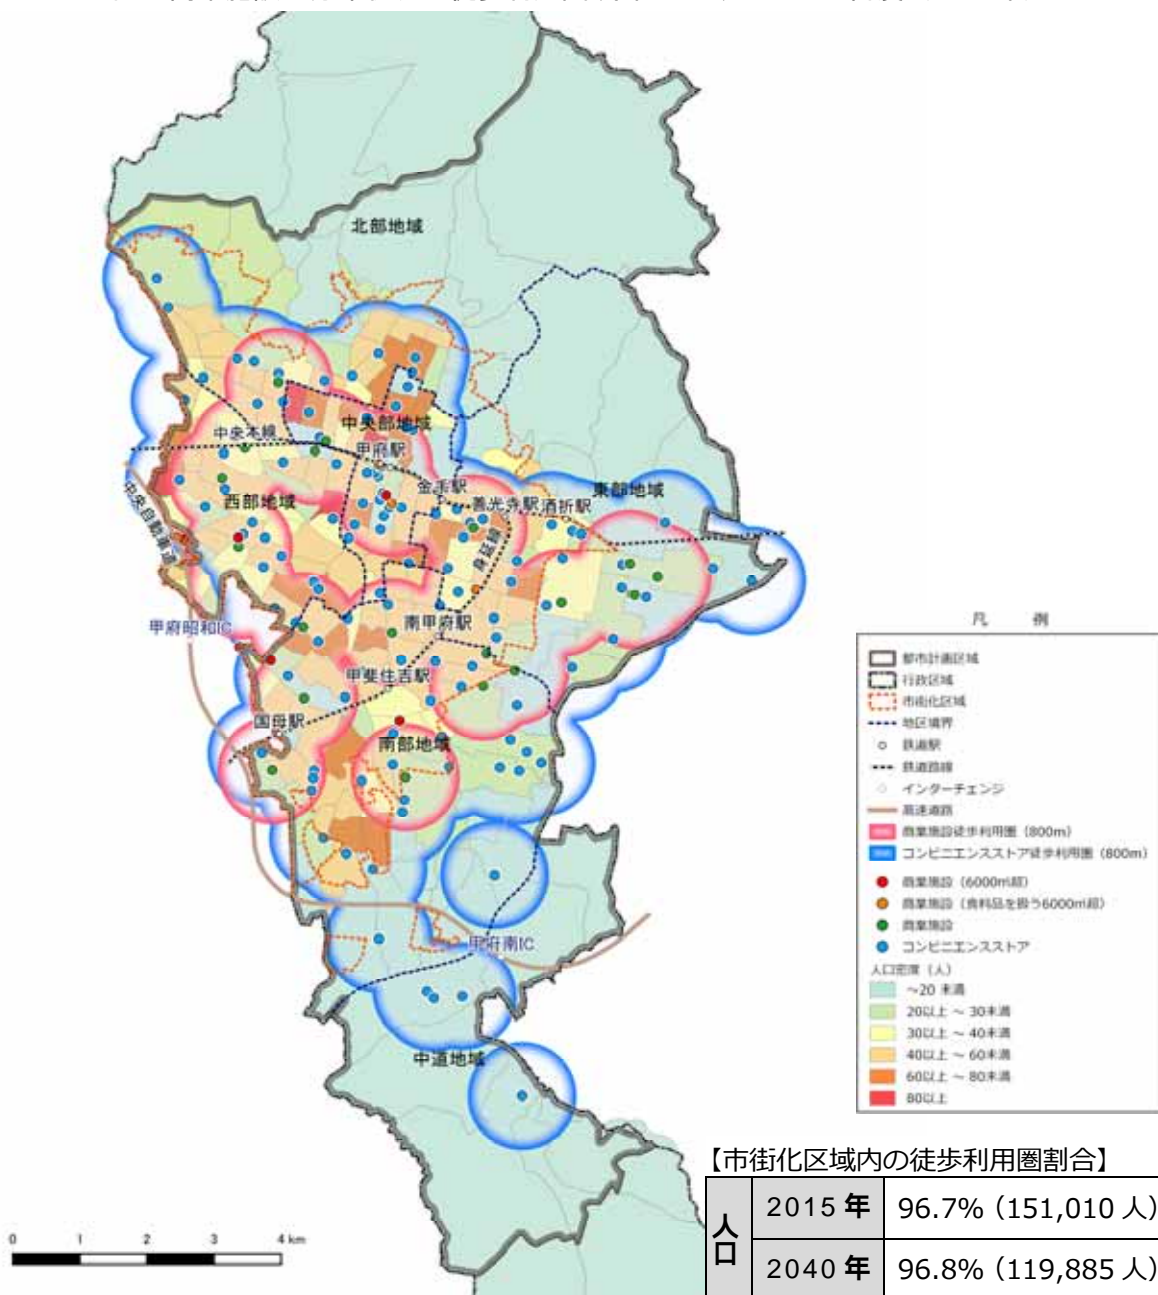 北部地域
中央部地域
中央本線
甲府駅
金手駅
善光寺駅
酒折駅
東部地域
西部地域
中央自動車道
身延線
甲府昭和IC
南甲府駅
甲斐住吉駅
国母駅
南部地域
甲府南IC
中道地域
凡 例
都市計画区域
行政区域
市街化区域
地区境界
鉄道駅
鉄道路線
インターチェンジ
高速道路
商業施設徒歩利用圏（800m）
コンビニエンスストア徒歩利用圏（800m）
商業施設（6000㎡超）
商業施設（食料品を扱う6000㎡超）
商業施設
コンビニエンスストア
人口密度（人）
～20 未満
20以上 ～ 30未満
30以上 ～ 40未満
40以上 ～ 60未満
60以上 ～ 80未満
80以上
0 1 2 3 4 km
【市街化区域内の徒歩利用圏割合】
人口
2015 年 96.7%（151,010 人）
2040 年 96.8%（119,885 人）